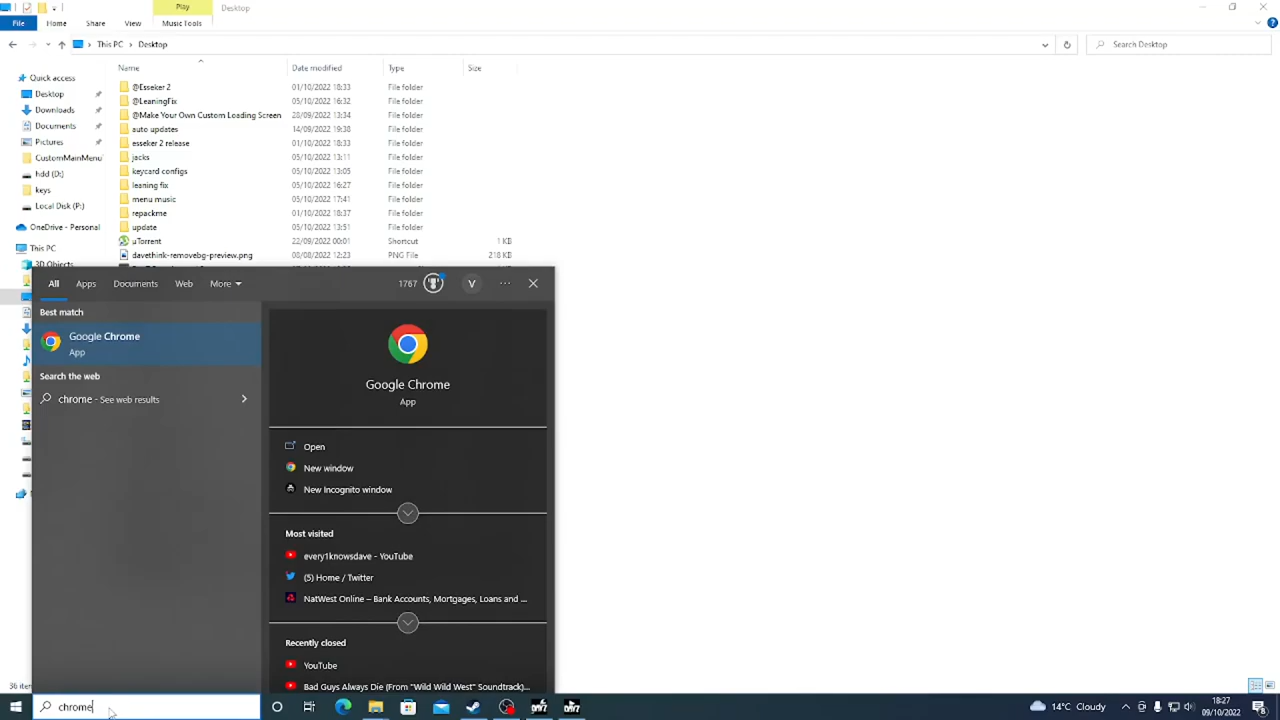 Play
Desktop
File
Home
Share
View
Music Tools
This PC
Desktop
Search Desktop
Name
Date modified
Type
Size
Quick access
Desktop
Downloads
Documents
Pictures
CustomMainMenu
hdd (D:)
keys
Local Disk (P:)
OneDrive - Personal
This PC
3D Objects
@Esseker 2 01/10/2022 18:33 File folder
@LeaningFix 05/10/2022 16:32 File folder
@Make Your Own Custom Loading Screen 28/09/2022 13:34 File folder
auto updates 14/09/2022 19:38 File folder
esseker 2 release 01/10/2022 18:33 File folder
jacks 05/10/2022 13:11 File folder
keycard configs 05/10/2022 13:05 File folder
leaning fix 05/10/2022 16:27 File folder
menu music 05/10/2022 17:41 File folder
repackme 01/10/2022 18:37 File folder
update 05/10/2022 13:51 File folder
µTorrent 22/09/2022 00:01 Shortcut 1 KB
davethink-removebg-preview.png 08/08/2022 12:23 PNG File 218 KB
All
Apps
Documents
Web
More
1767
V
Best match
Google Chrome
App
Search the web
chrome - See web results
Google Chrome
App
Open
New window
New Incognito window
Most visited
every1knowsdave - YouTube
(5) Home / Twitter
NatWest Online – Bank Accounts, Mortgages, Loans and ...
Recently closed
YouTube
Bad Guys Always Die (From "Wild Wild West" Soundtrack)...
36 iter
chrome
14°C Cloudy
18:27
09/10/2022